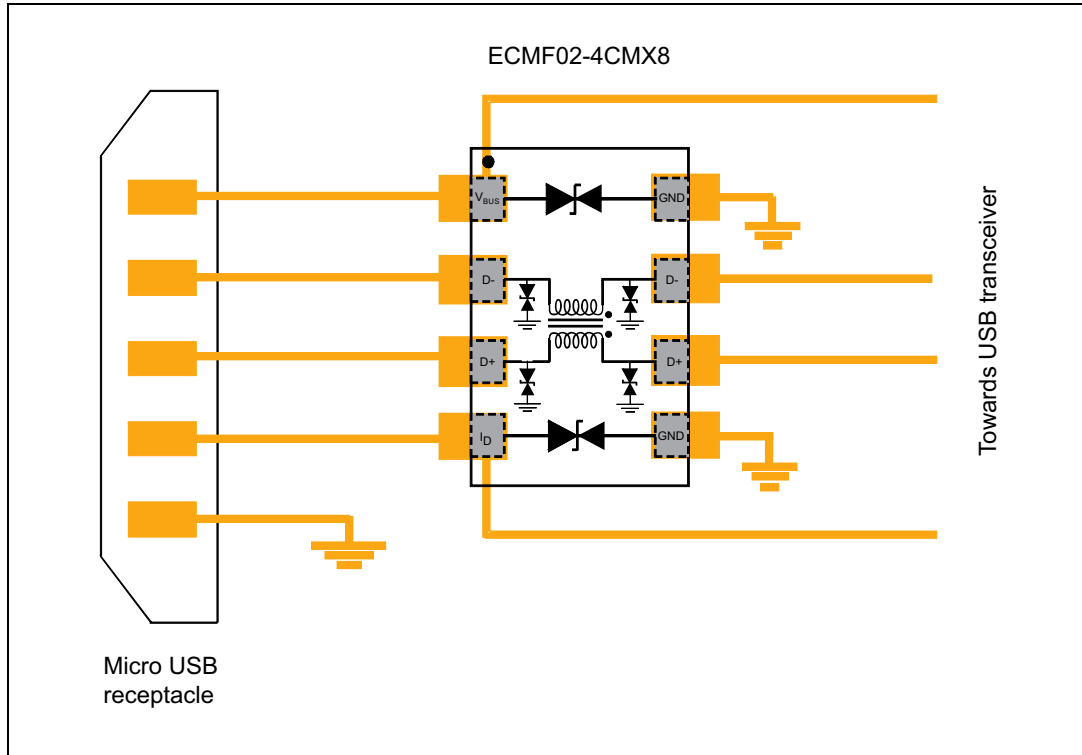 ECMF02-4CMX8
VBUS
GND
D-
D-
D+
D+
ID
GND
Towards USB transceiver
Micro USB
receptacle